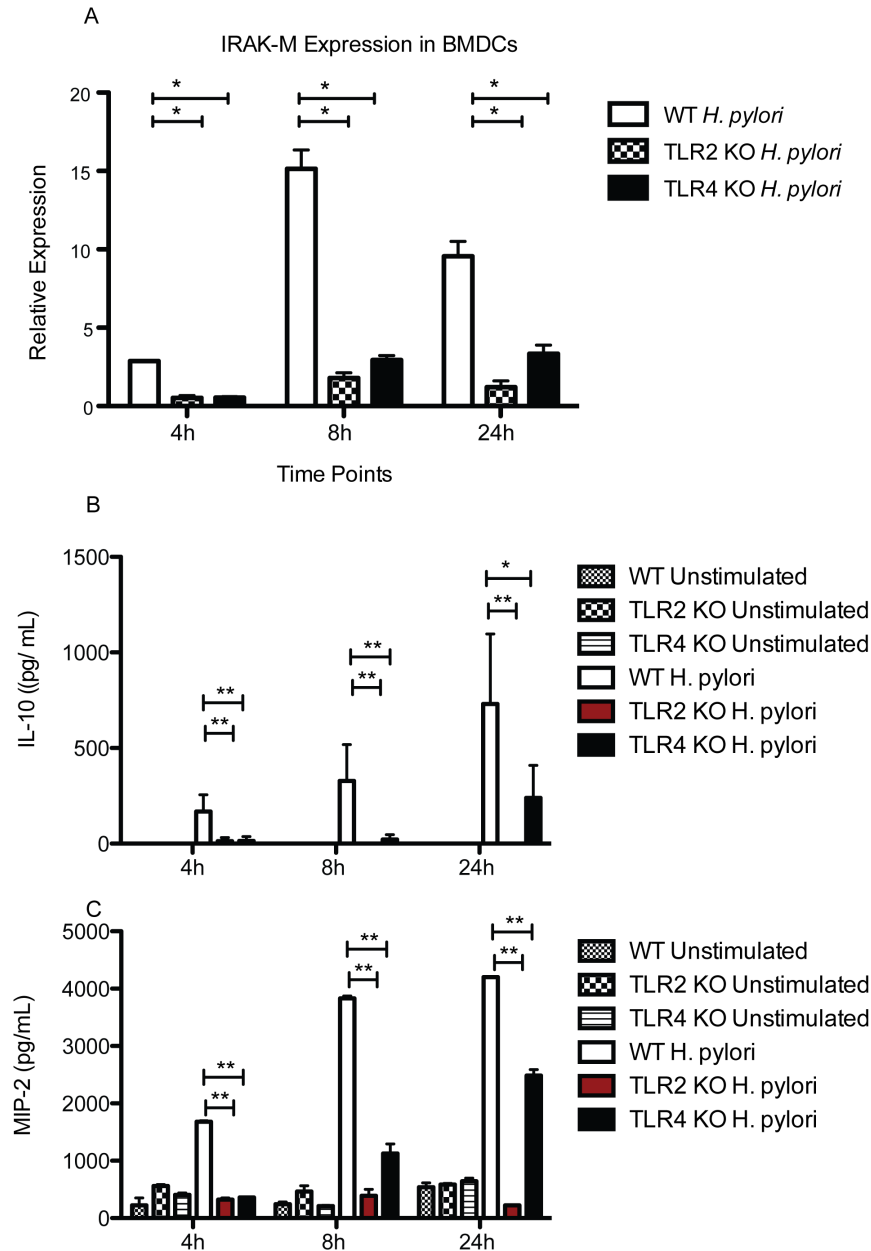 A
IRAK-M Expression in BMDCs
Relative Expression
20
15
10
5
0
* * * * * *
4h 8h 24h
Time Points
WT H. pylori
TLR2 KO H. pylori
TLR4 KO H. pylori
B
IL-10 ((pg/ mL)
1500
1000
500
0
** ** ** ** * **
4h 8h 24h
WT Unstimulated
TLR2 KO Unstimulated
TLR4 KO Unstimulated
WT H. pylori
TLR2 KO H. pylori
TLR4 KO H. pylori
C
MIP-2 (pg/mL)
5000
4000
3000
2000
1000
0
** ** ** ** ** **
4h 8h 24h
WT Unstimulated
TLR2 KO Unstimulated
TLR4 KO Unstimulated
WT H. pylori
TLR2 KO H. pylori
TLR4 KO H. pylori